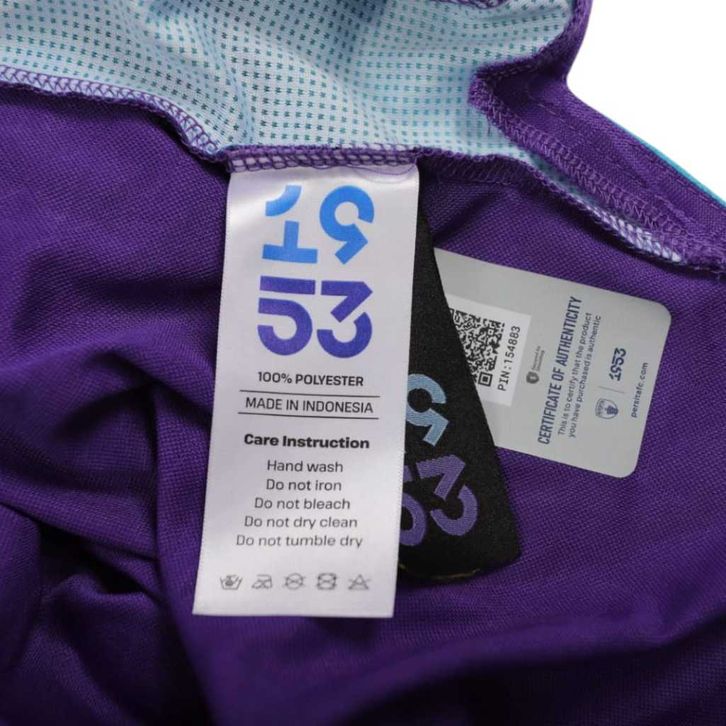 19
53
100% POLYESTER
MADE IN INDONESIA
Care Instruction
Hand wash
Do not iron
Do not bleach
Do not dry clean
Do not tumble dry
19
53
PIN:154883
CERTIFICATE OF AUTHENTICITY
This is to certify that the product
you have purchased is authentic
1953
persitafc.com